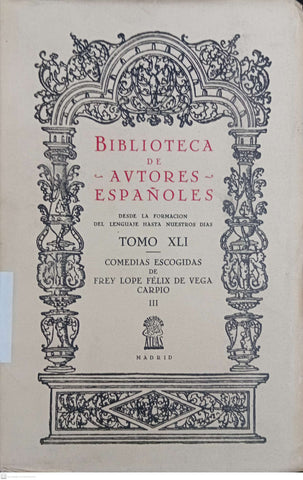 BIBLIOTECA
DE
AVTORES
ESPAÑOLES
DESDE LA FORMACION
DEL LENGUAJE HASTA NUESTROS DIAS
TOMO XLI
COMEDIAS ESCOGIDAS
DE
FREY LOPE FÉLIX DE VEGA
CARPIO
III
ATLAS
MADRID